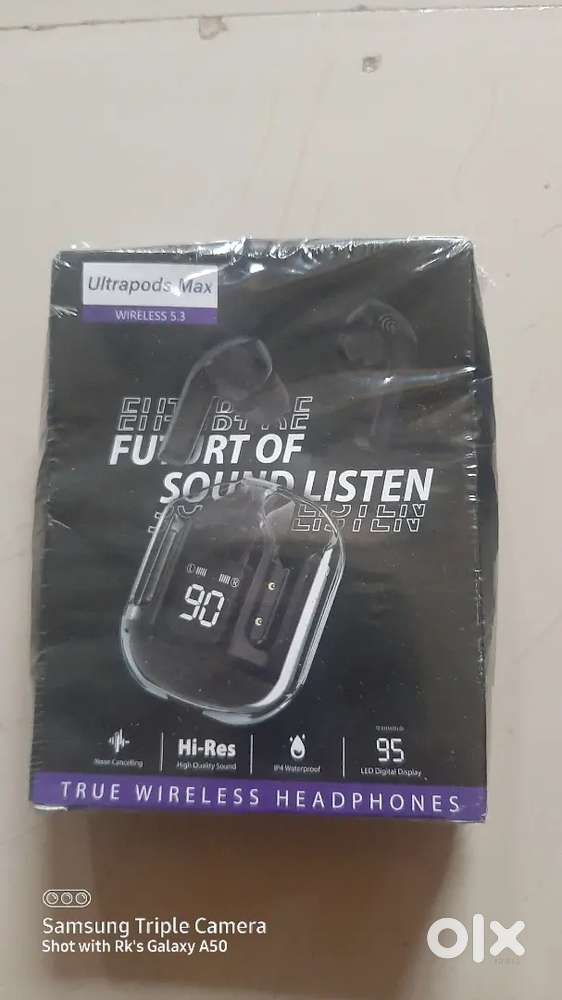 Ultrapods Max
WIRELESS 5.3
FUTURT OF
SOUND LISTEN
LISTEN
90
Noise Cancelling
Hi-Res
High Quality Sound
IP4 Waterproof
95
LED Digital Display
TRUE WIRELESS HEADPHONES
Samsung Triple Camera
Shot with Rk's Galaxy A50
olx